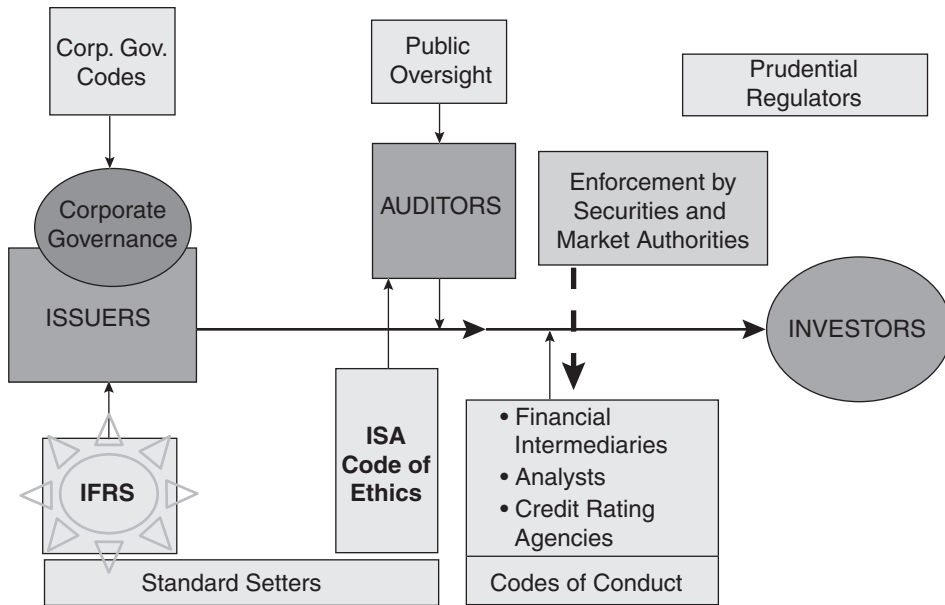 Corp. Gov.
Codes
Public
Oversight
Prudential
Regulators
Corporate
Governance
AUDITORS
Enforcement by
Securities and
Market Authorities
ISSUERS
INVESTORS
IFRS
ISA
Code of
Ethics
• Financial
Intermediaries
• Analysts
• Credit Rating
Agencies
Standard Setters
Codes of Conduct